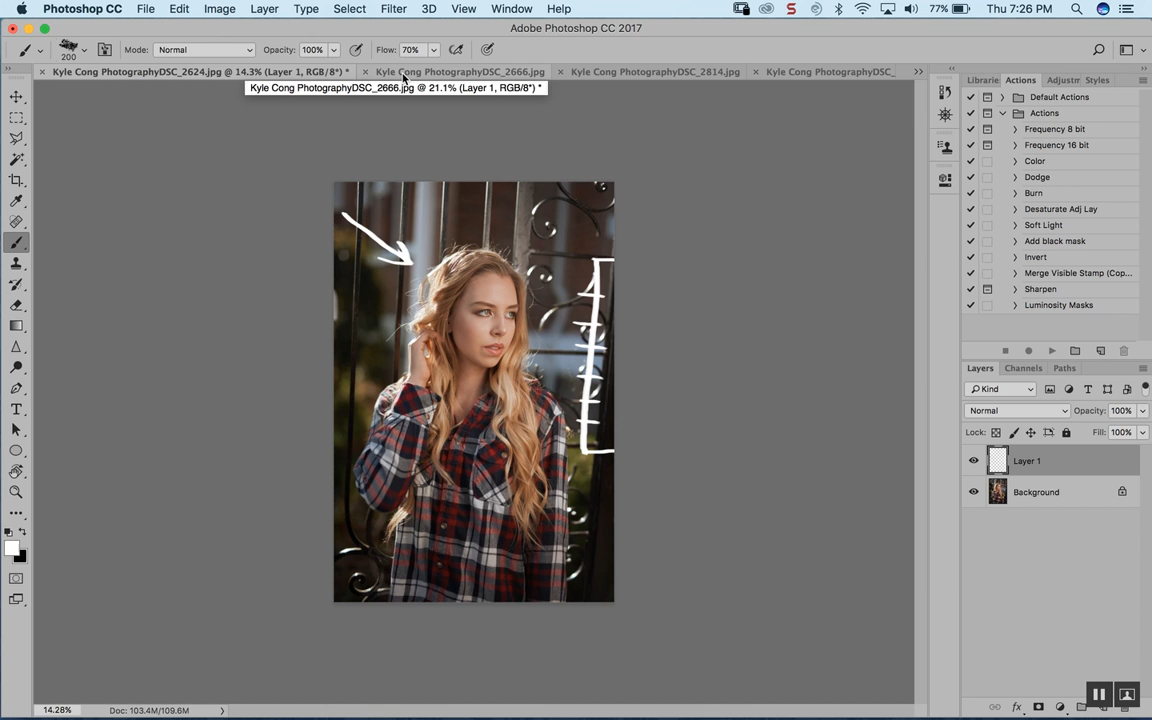 Photoshop CC File Edit Image Layer Type Select Filter 3D View Window Help 77% Thu 7:26 PM
Adobe Photoshop CC 2017
200 Mode: Normal Opacity: 100% Flow: 70%
Kyle Cong PhotographyDSC_2624.jpg @ 14.3% (Layer 1, RGB/8*) * Kyle Cong PhotographyDSC_2666.jpg Kyle Cong PhotographyDSC_2814.jpg Kyle Cong PhotographyDSC_
Kyle Cong PhotographyDSC_2666.jpg @ 21.1% (Layer 1, RGB/8*) *
Librarie Actions Adjustm Styles
Default Actions
Actions
Frequency 8 bit
Frequency 16 bit
Color
Dodge
Burn
Desaturate Adj Lay
Soft Light
Add black mask
Invert
Merge Visible Stamp (Cop...
Sharpen
Luminosity Masks
Layers Channels Paths
Kind
Normal Opacity: 100%
Lock: Fill: 100%
Layer 1
Background
14.28% Doc: 103.4M/109.6M